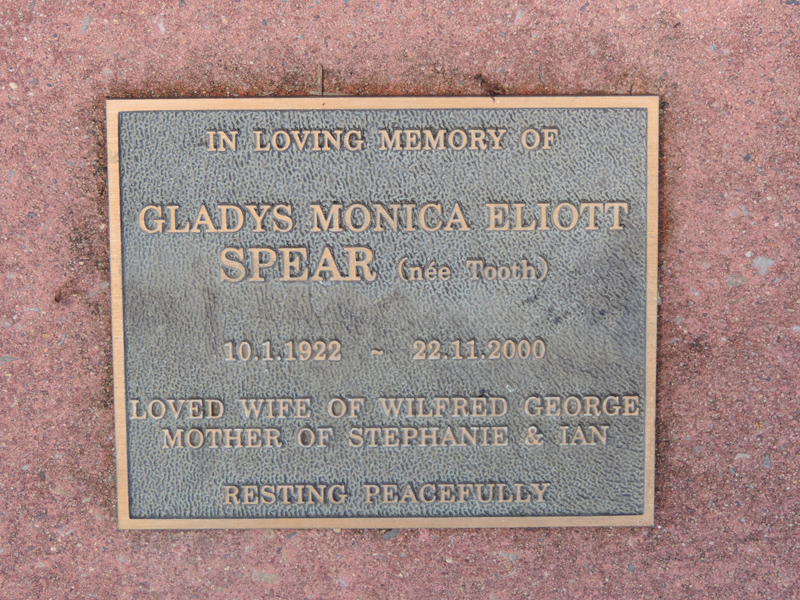 IN LOVING MEMORY OF
GLADYS MONICA ELIOTT
SPEAR (née Tooth)
10.1.1922 ~ 22.11.2000
LOVED WIFE OF WILFRED GEORGE
MOTHER OF STEPHANIE & IAN
RESTING PEACEFULLY